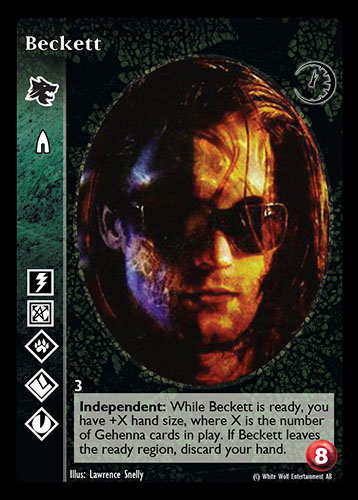 Beckett
3
Independent: While Beckett is ready, you
have +X hand size, where X is the number
of Gehenna cards in play. If Beckett leaves
the ready region, discard your hand.
8
Illus: Lawrence Snelly
(C) White Wolf Entertainment AB